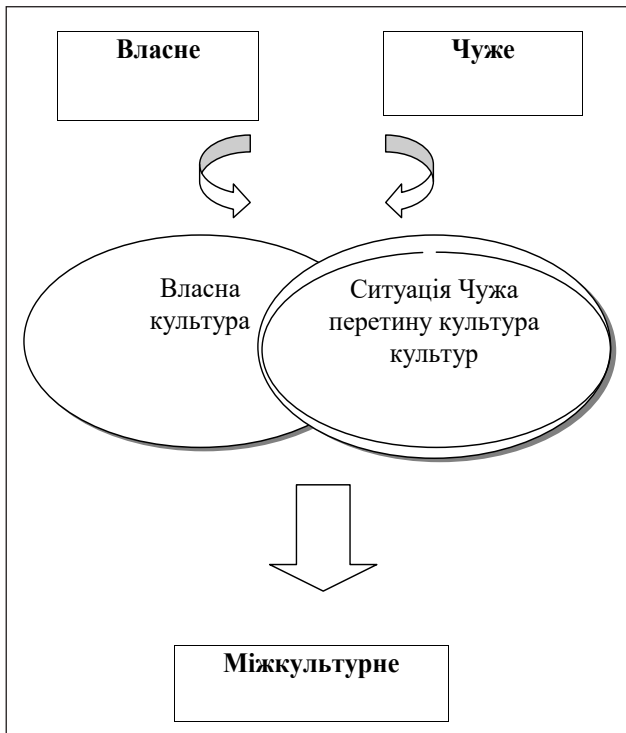 Власне
Чуже
Власна
культура
Ситуація Чужа
перетину культура
культур
Міжкультурне